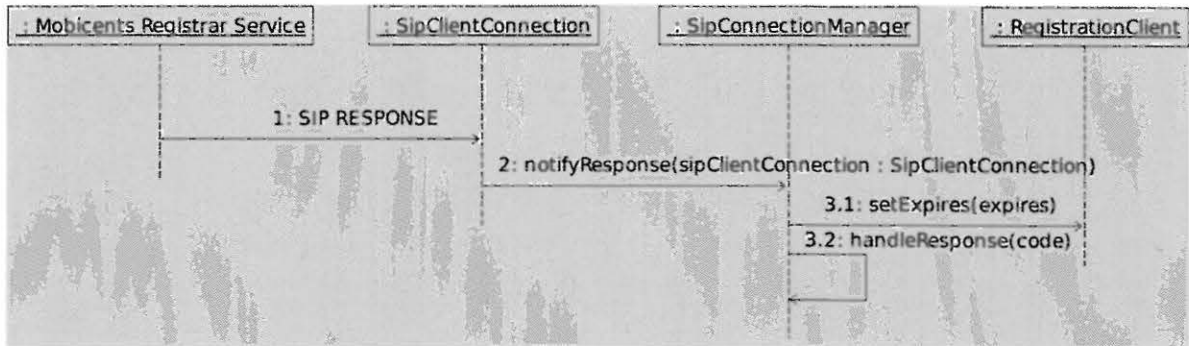 : Mobicents Registrar Service
: SipClientConnection
: SipConnectionManager
: RegistrationClient
1: SIP RESPONSE
2: notifyResponse(sipClientConnection : SipClientConnection)
3.1: setExpires(expires)
3.2: handleResponse(code)